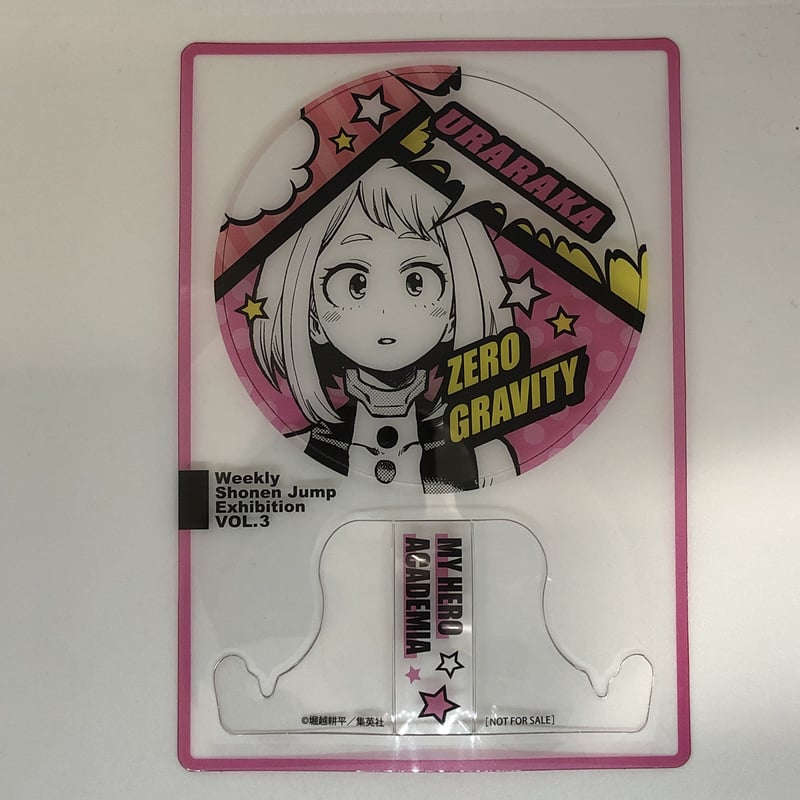 URARAKA
ZERO
GRAVITY
Weekly
Shonen Jump
Exhibition
VOL.3
MY HERO
ACADEMIA
©堀越耕平／集英社
[NOT FOR SALE]